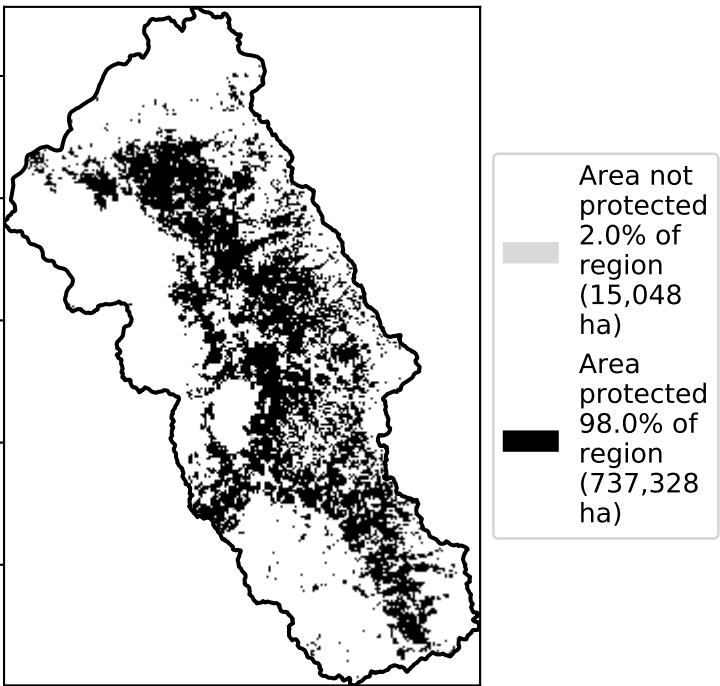 Area not
protected
2.0% of
region
(15,048
ha)
Area
protected
98.0% of
region
(737,328
ha)